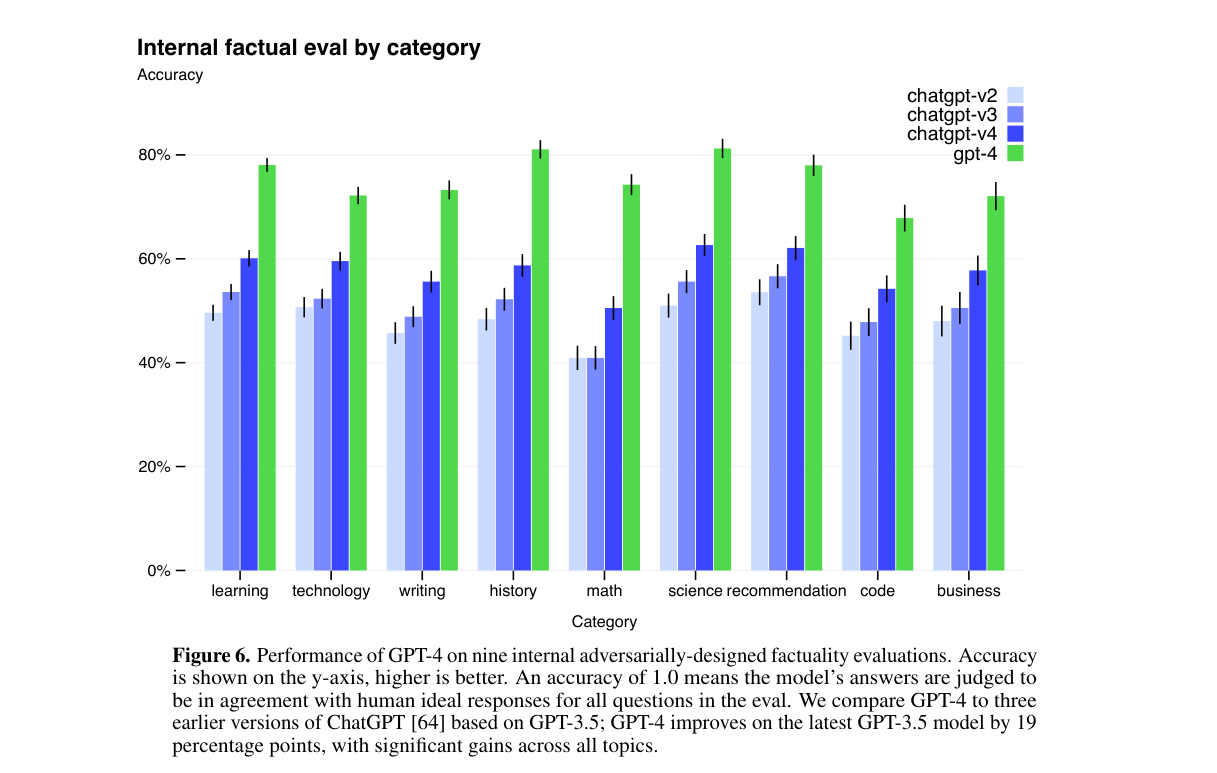 Internal factual eval by category
Accuracy
chatgpt-v2
chatgpt-v3
chatgpt-v4
gpt-4
80%
60%
40%
20%
0%
learning technology writing history math science recommendation code business
Category
Figure 6. Performance of GPT-4 on nine internal adversarially-designed factuality evaluations. Accuracy
is shown on the y-axis, higher is better. An accuracy of 1.0 means the model's answers are judged to
be in agreement with human ideal responses for all questions in the eval. We compare GPT-4 to three
earlier versions of ChatGPT [64] based on GPT-3.5; GPT-4 improves on the latest GPT-3.5 model by 19
percentage points, with significant gains across all topics.